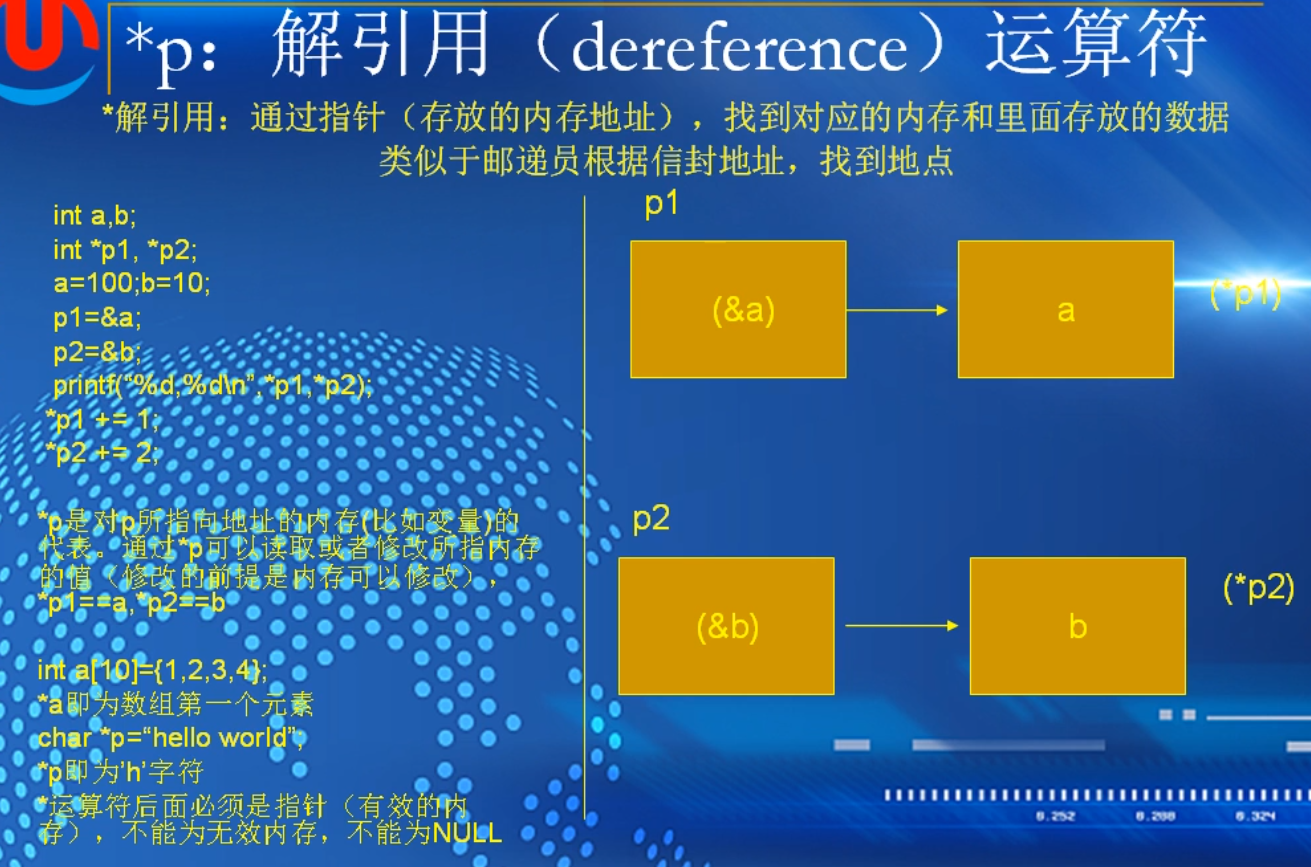 *p：解引用（dereference）运算符
*解引用：通过指针（存放的内存地址），找到对应的内存和里面存放的数据
类似于邮递员根据信封地址，找到地点
int a,b;
int *p1, *p2;
a=100;b=10;
p1=&a;
p2=&b;
printf(“%d,%d\n”,*p1,*p2);
*p1 += 1;
*p2 += 2;
*p是对p所指向地址的内存(比如变量)的
代表。通过*p可以读取或者修改所指内存
的值（修改的前提是内存可以修改），
*p1==a,*p2==b
int a[10]={1,2,3,4};
*a即为数组第一个元素
char *p=“hello world”;
*p即为'h'字符
*运算符后面必须是指针（有效的内
存），不能为无效内存，不能为NULL
p1
(&a)
a
(*p1)
p2
(&b)
b
(*p2)
0.252
0.288
0.324